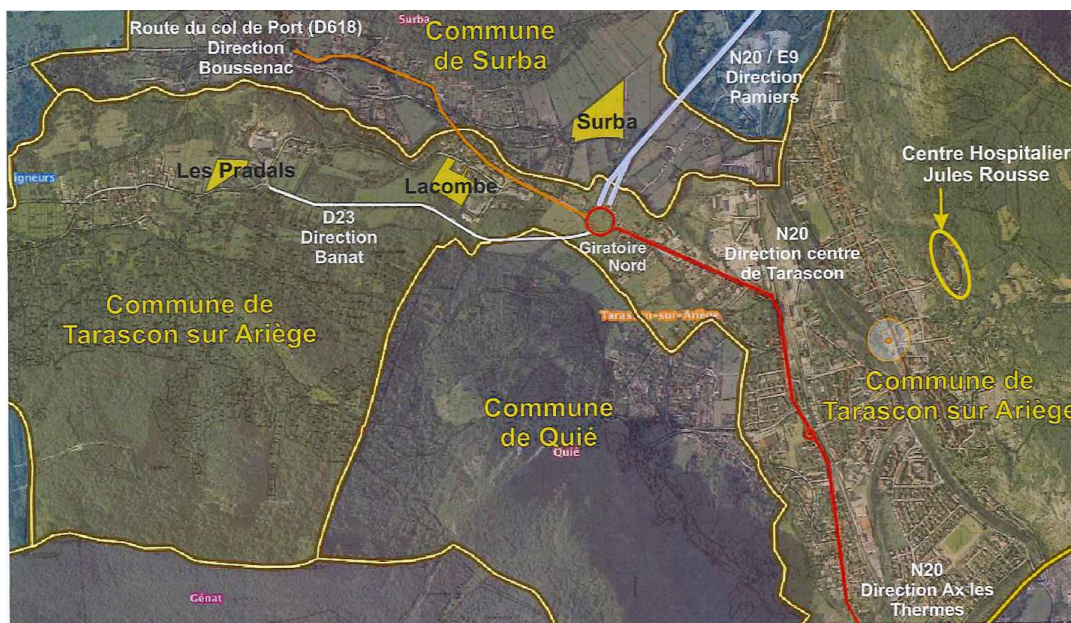 Surba
Route du col de Port (D618)
Direction
Boussenac
Commune
de Surba
N20 / E9
Direction
Pamiers
Surba
Les Pradals
igneurs
Lacombe
Centre Hospitalier
Jules Rousse
D23
Direction
Banat
Giratoire
Nord
N20
Direction centre
de Tarascon
Commune de
Tarascon sur Ariège
Tarascon-sur-Ariège
Commune de
Tarascon sur Ariège
Commune
de Quié
Quié
N20
Direction Ax les
Thermes
Génat